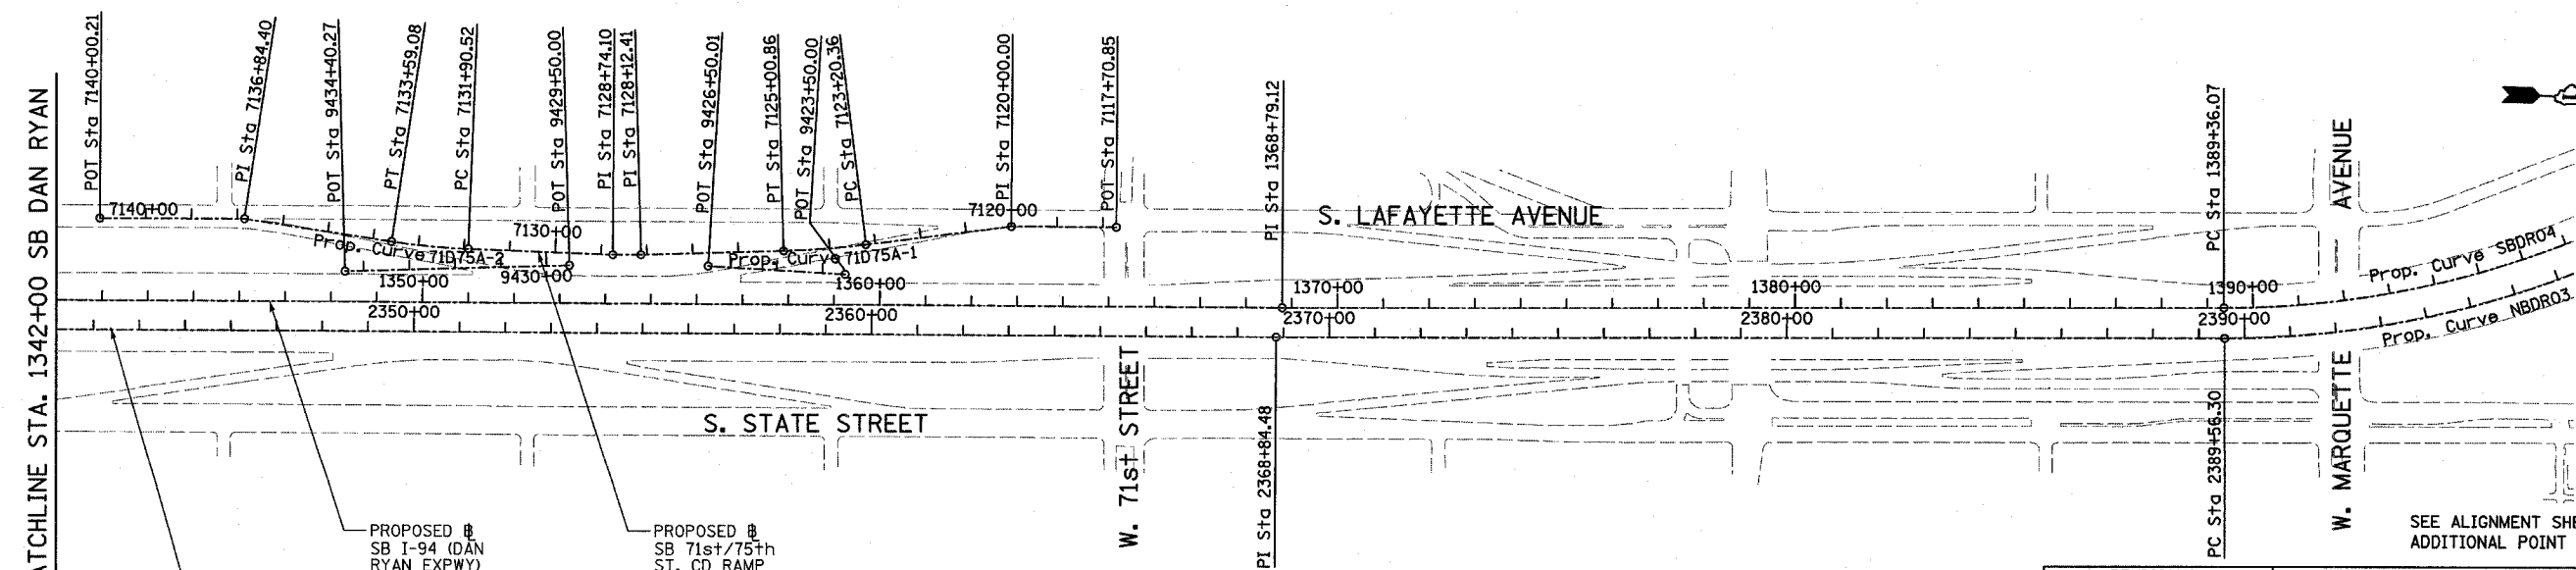 POT Sta 7140+00.21
PI Sta 7136+84.40
POT Sta 9434+40.27
PT Sta 7133+59.08
PC Sta 7131+90.52
POT Sta 9429+50.00
PI Sta 7128+74.10
PI Sta 7128+12.41
POT Sta 9426+50.01
PT Sta 7125+00.86
POT Sta 9423+50.00
PC Sta 7123+20.36
PI Sta 7120+00.00
POT Sta 7117+70.85
PI Sta 1368+79.12
PC Sta 1389+36.07
ATCHLINE STA. 1342+00 SB DAN RYAN
7140+00
7130+00
7120+00
S. LAFAYETTE AVENUE
W. MARQUETTE AVENUE
Prop. Curve 71D75A-2
Prop. Curve 71D75A-1
Prop. Curve SBDR04
Prop. Curve NBDR03
1350+00
9430+00
1360+00
1370+00
1380+00
1390+00
2350+00
2360+00
2370+00
2380+00
2390+00
S. STATE STREET
W. 71st STREET
PI Sta 2368+84.48
PC Sta 2389+56.30
PROPOSED
SB I-94 (DAN
RYAN EXPWY)
PROPOSED
SB 71st/75th
ST. CD RAMP
SEE ALIGNMENT SHE
ADDITIONAL POINT